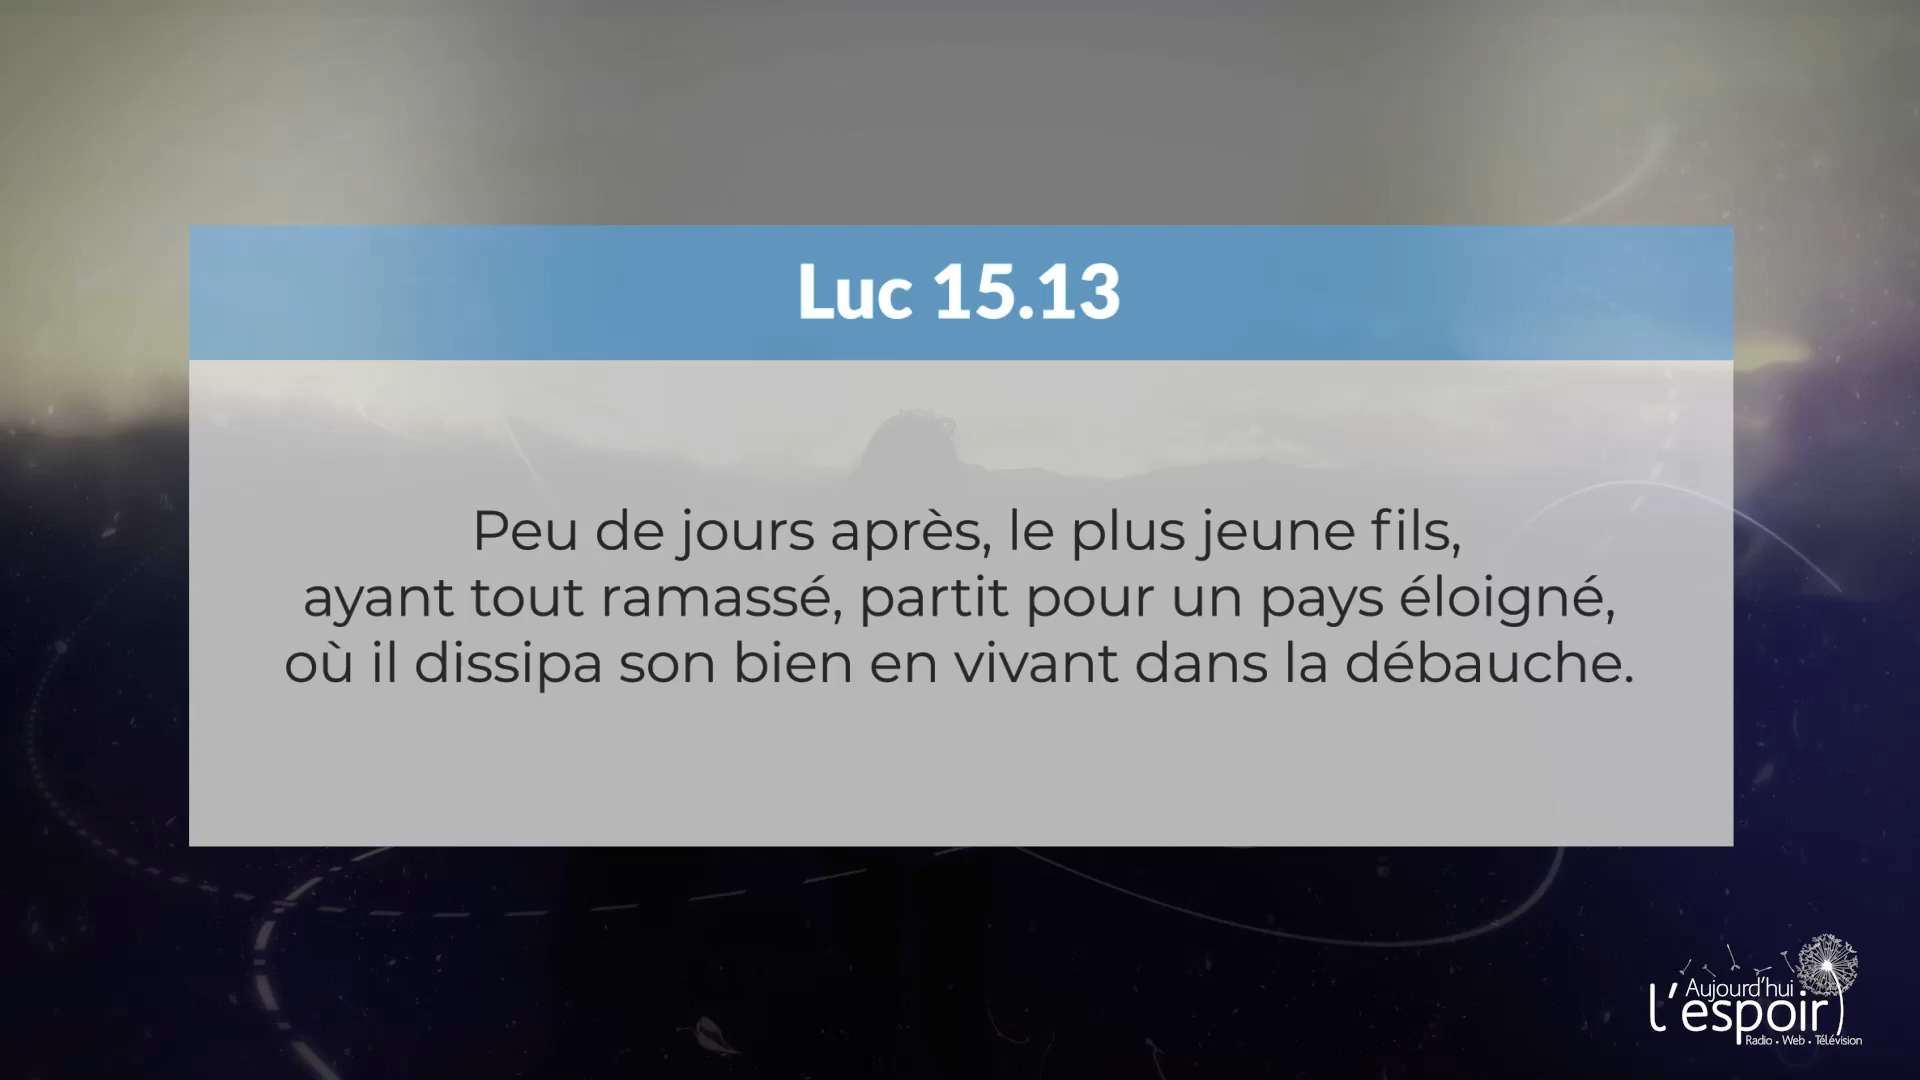 Luc 15.13
Peu de jours après, le plus jeune fils,
ayant tout ramassé, partit pour un pays éloigné,
où il dissipa son bien en vivant dans la débauche.
Aujourd'hui
l'espoir
Radio • Web • Télévision